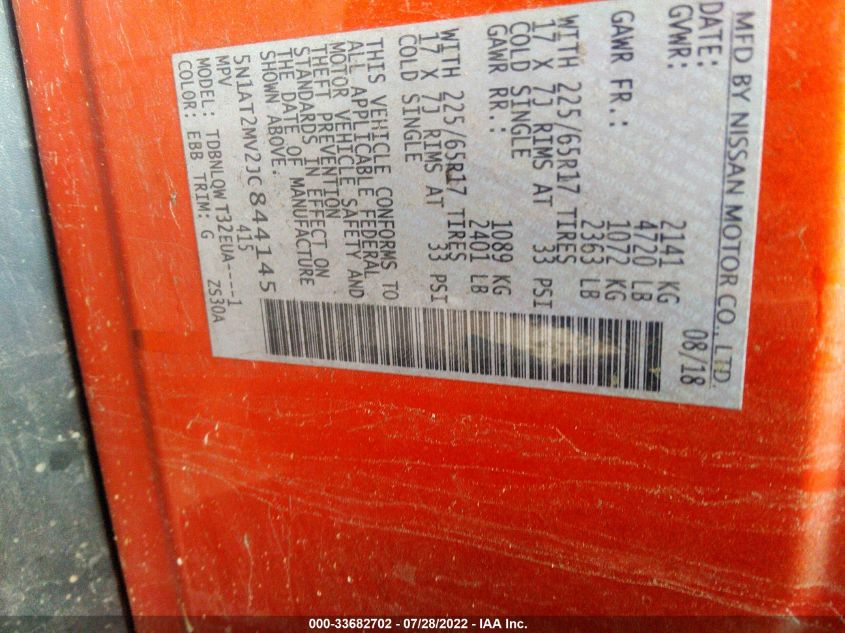 MFD BY NISSAN MOTOR CO., LTD.
DATE: 08/18
GVWR: 2141 KG
4720 LB
GAWR FR.: 1072 KG
2363 LB
WITH 225/65R17 TIRES
17 X 7J RIMS AT 33 PSI
COLD SINGLE
GAWR RR.: 1089 KG
2401 LB
WITH 225/65R17 TIRES
17 X 7J RIMS AT 33 PSI
COLD SINGLE
THIS VEHICLE CONFORMS TO
ALL APPLICABLE FEDERAL
MOTOR VEHICLE SAFETY AND
THEFT PREVENTION
STANDARDS IN EFFECT ON
THE DATE OF MANUFACTURE
SHOWN ABOVE.
5N1AT2MV2JC844145
MPV 415
MODEL: TDBNLQWT32EUA----1
COLOR: EBB TRIM: G ZS30A
000-33682702 - 07/28/2022 - IAA Inc.